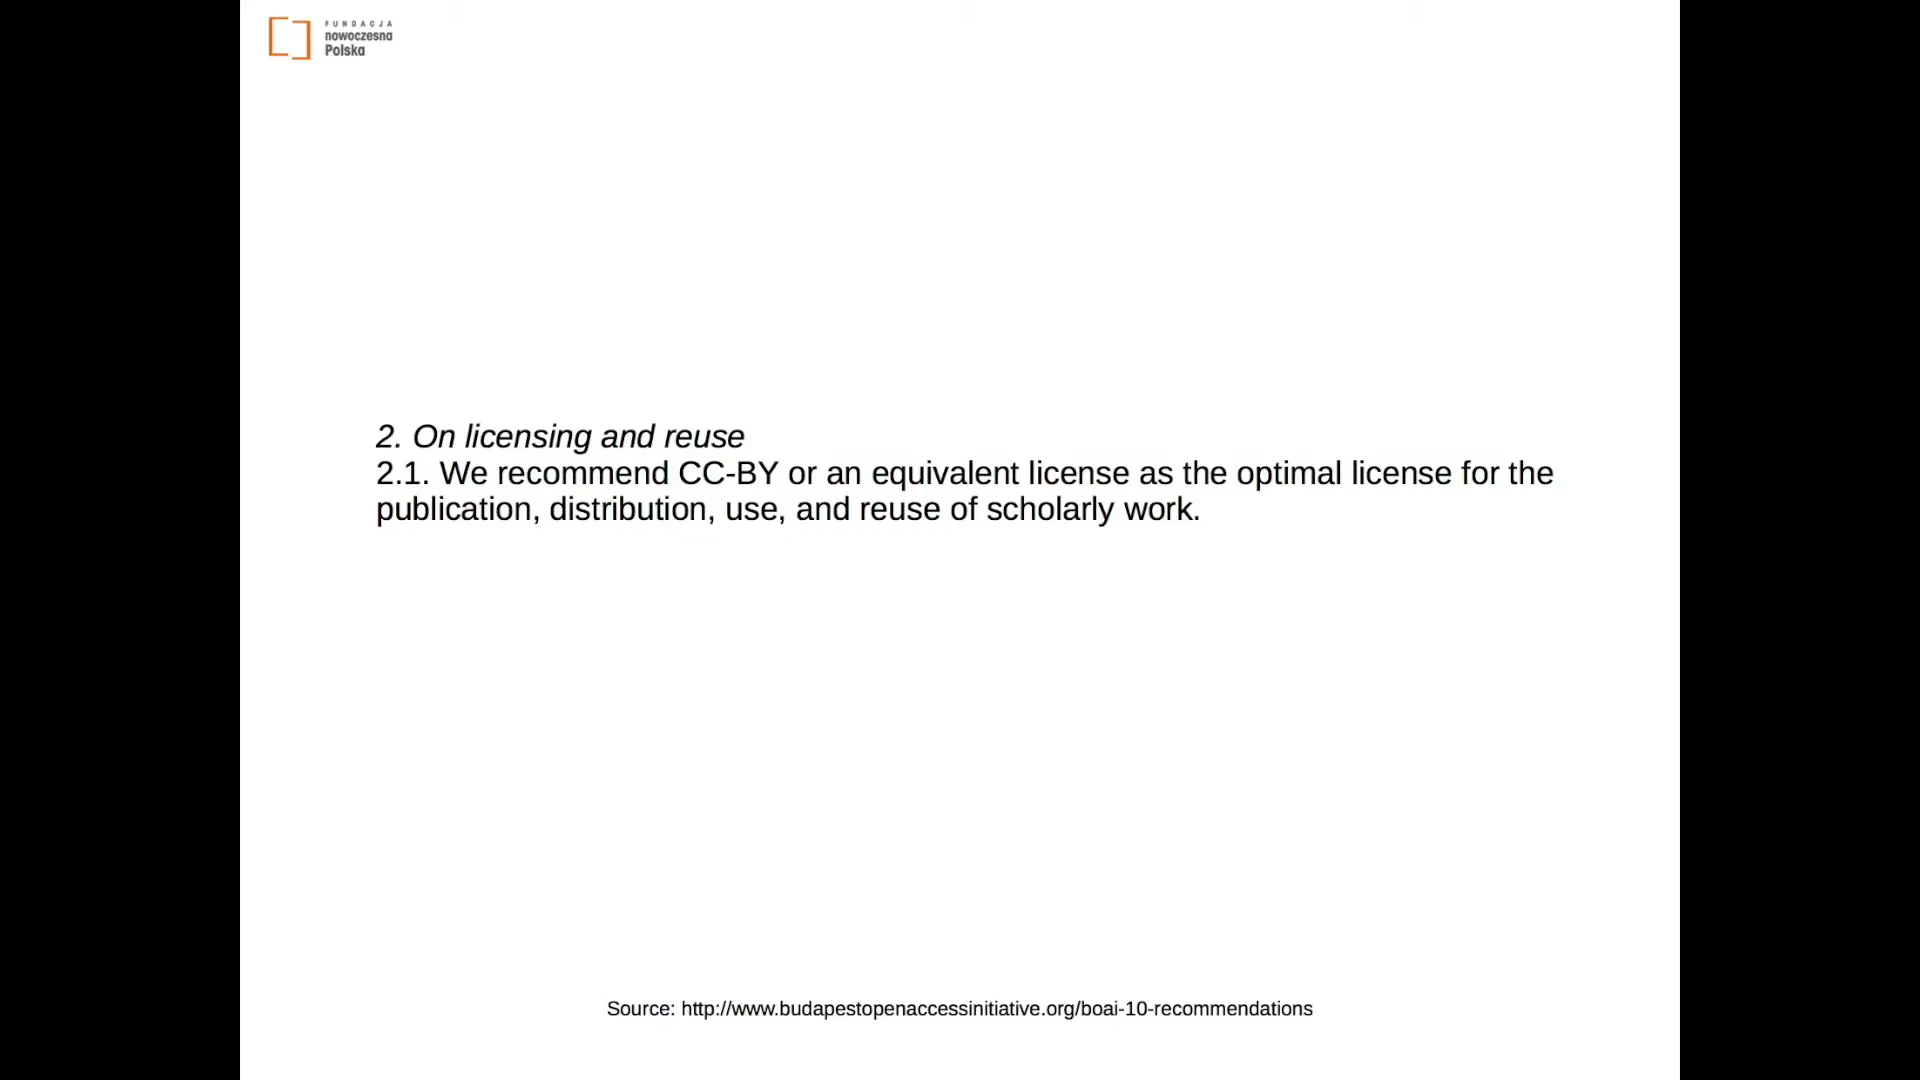 FUNDACJA
nowoczesna
Polska
2. On licensing and reuse
2.1. We recommend CC-BY or an equivalent license as the optimal license for the
publication, distribution, use, and reuse of scholarly work.
Source: http://www.budapestopenaccessinitiative.org/boai-10-recommendations